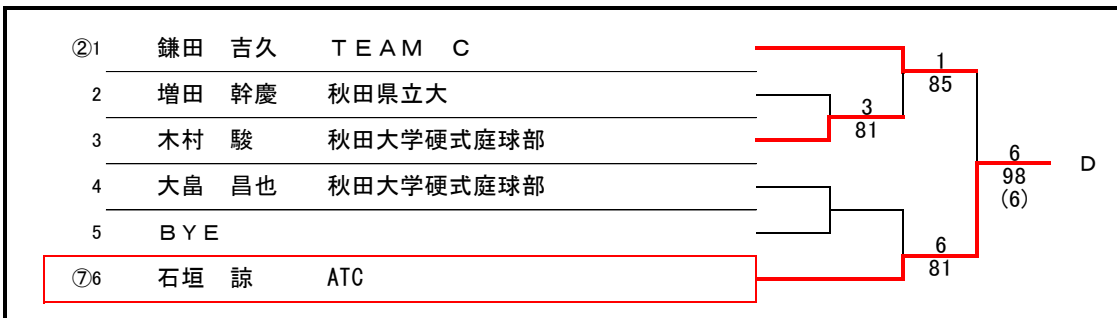 ②1 鎌田 吉久 ＴＥＡＭ Ｃ
1
85
2 増田 幹慶 秋田県立大
3
81
3 木村 駿 秋田大学硬式庭球部
6
98
(6)
Ｄ
4 大畠 昌也 秋田大学硬式庭球部
5 ＢＹＥ
6
81
⑦6 石垣 諒 ATC